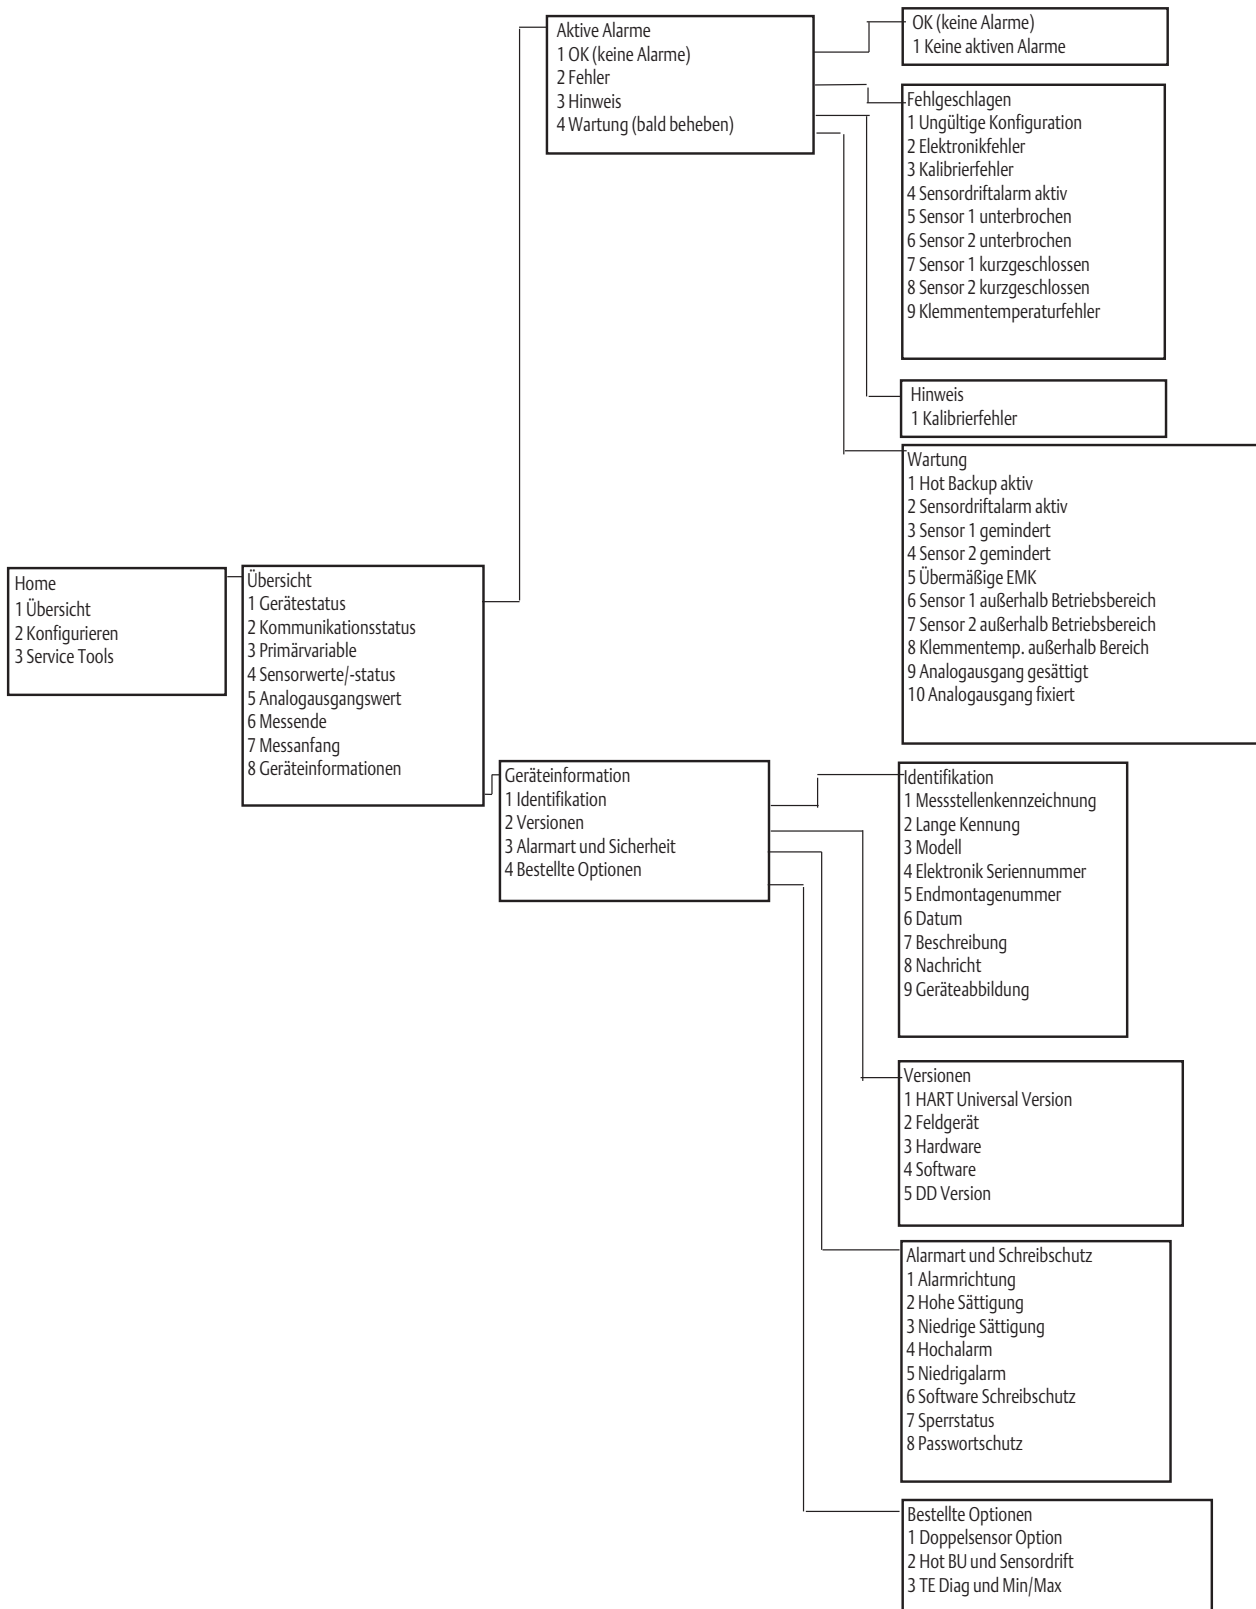 Home
1 Übersicht
2 Konfigurieren
3 Service Tools
Übersicht
1 Gerätestatus
2 Kommunikationsstatus
3 Primärvariable
4 Sensorwerte/-status
5 Analogausgangswert
6 Messende
7 Messanfang
8 Geräteinformationen
Aktive Alarme
1 OK (keine Alarme)
2 Fehler
3 Hinweis
4 Wartung (bald beheben)
OK (keine Alarme)
1 Keine aktiven Alarme
Fehlgeschlagen
1 Ungültige Konfiguration
2 Elektronikfehler
3 Kalibrierfehler
4 Sensordriftalarm aktiv
5 Sensor 1 unterbrochen
6 Sensor 2 unterbrochen
7 Sensor 1 kurzgeschlossen
8 Sensor 2 kurzgeschlossen
9 Klemmentemperaturfehler
Hinweis
1 Kalibrierfehler
Wartung
1 Hot Backup aktiv
2 Sensordriftalarm aktiv
3 Sensor 1 gemindert
4 Sensor 2 gemindert
5 Übermäßige EMK
6 Sensor 1 außerhalb Betriebsbereich
7 Sensor 2 außerhalb Betriebsbereich
8 Klemmentemp. außerhalb Bereich
9 Analogausgang gesättigt
10 Analogausgang fixiert
Geräteinformation
1 Identifikation
2 Versionen
3 Alarmart und Sicherheit
4 Bestellte Optionen
Identifikation
1 Messstellenkennzeichnung
2 Lange Kennung
3 Modell
4 Elektronik Seriennummer
5 Endmontagenummer
6 Datum
7 Beschreibung
8 Nachricht
9 Geräteabbildung
Versionen
1 HART Universal Version
2 Feldgerät
3 Hardware
4 Software
5 DD Version
Alarmart und Schreibschutz
1 Alarmrichtung
2 Hohe Sättigung
3 Niedrige Sättigung
4 Hochalarm
5 Niedrigalarm
6 Software Schreibschutz
7 Sperrstatus
8 Passwortschutz
Bestellte Optionen
1 Doppelsensor Option
2 Hot BU und Sensordrift
3 TE Diag und Min/Max